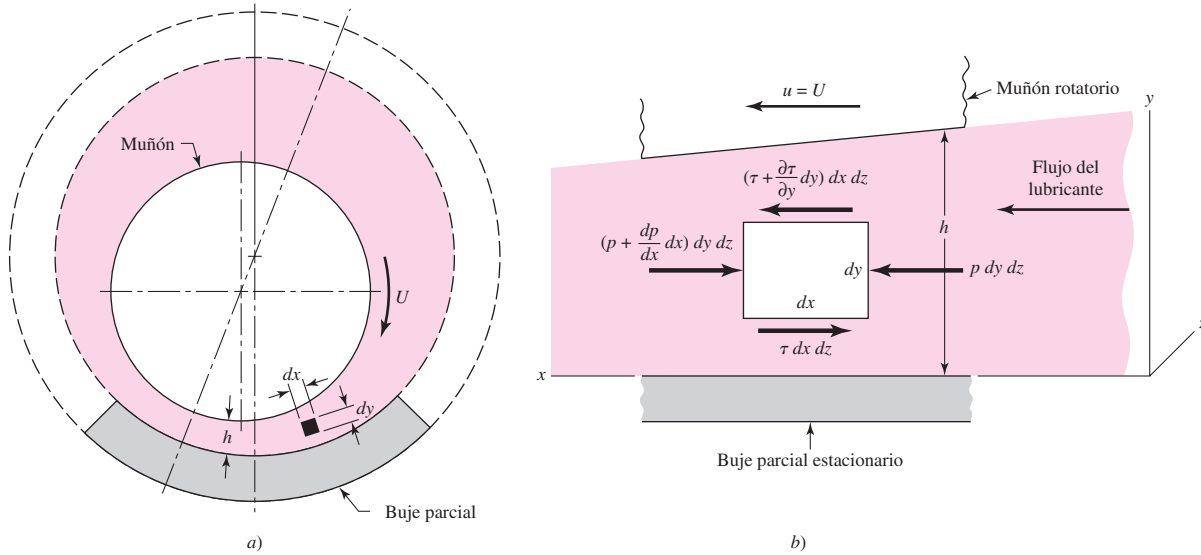 Muñón
U
dx
dy
h
Buje parcial
a)
u = U
Muñón rotatorio
y
(τ + ∂τ/∂y dy) dx dz
Flujo del
lubricante
h
(p + dp/dx dx) dy dz
dy
p dy dz
dx
τ dx dz
x
z
Buje parcial estacionario
b)